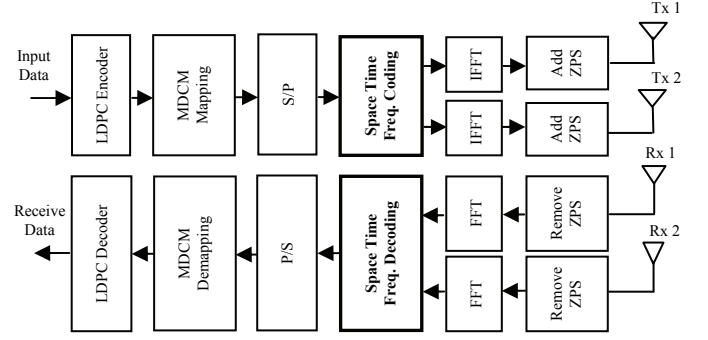 Input
Data
LDPC Encoder
MDCM
Mapping
S/P
Space Time
Freq. Coding
IFFT
Add
ZPS
Tx 1
IFFT
Add
ZPS
Tx 2
Receive
Data
LDPC Decoder
MDCM
Demapping
P/S
Space Time
Freq. Decoding
FFT
Remove
ZPS
Rx 1
FFT
Remove
ZPS
Rx 2